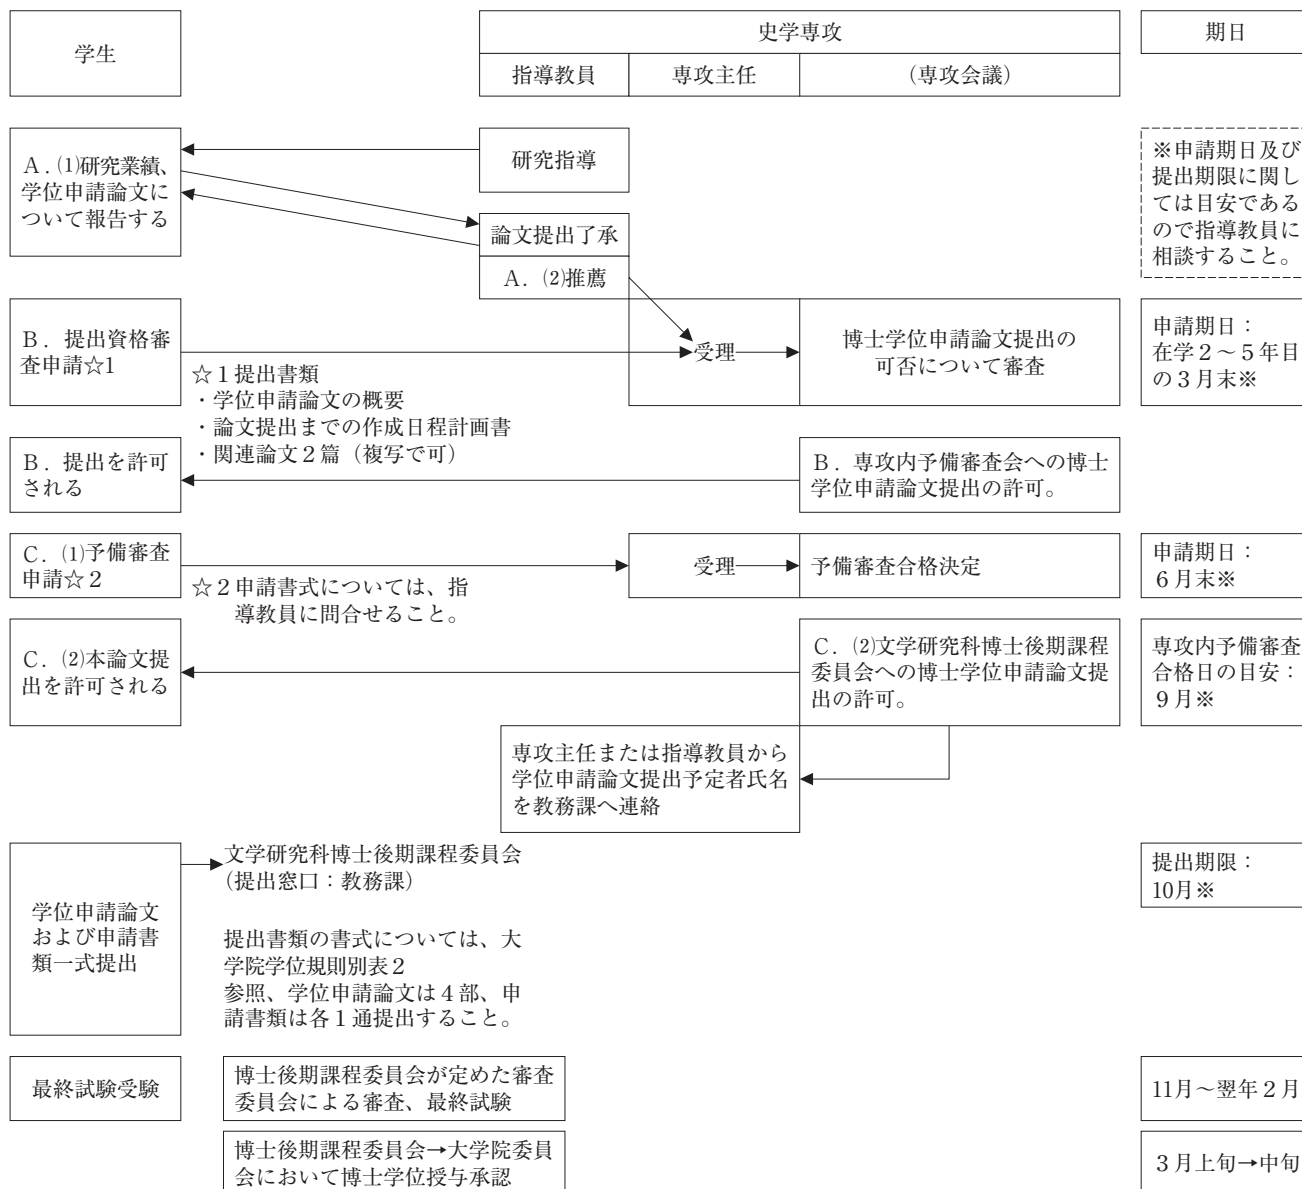 学生
史学専攻
期日
指導教員
専攻主任
(専攻会議)
A．⑴研究業績、
学位申請論文に
ついて報告する
研究指導
※申請期日及び
提出期限に関し
ては目安である
ので指導教員に
相談すること。
論文提出了承
A．⑵推薦
B．提出資格審
査申請☆1
受理
博士学位申請論文提出の
可否について審査
申請期日：
在学２～５年目
の３月末※
☆１提出書類
・学位申請論文の概要
・論文提出までの作成日程計画書
・関連論文２篇（複写で可）
B．提出を許可
される
B．専攻内予備審査会への博士
学位申請論文提出の許可。
C．⑴予備審査
申請☆２
受理
予備審査合格決定
申請期日：
６月末※
☆２申請書式については、指
導教員に問合せること。
C．⑵本論文提
出を許可される
C．⑵文学研究科博士後期課程
委員会への博士学位申請論文提
出の許可。
専攻内予備審査
合格日の目安：
９月※
専攻主任または指導教員から
学位申請論文提出予定者氏名
を教務課へ連絡
学位申請論文
および申請書
類一式提出
文学研究科博士後期課程委員会
(提出窓口：教務課)
提出期限：
10月※
提出書類の書式については、大
学院学位規則別表２
参照、学位申請論文は４部、申
請書類は各１通提出すること。
最終試験受験
博士後期課程委員会が定めた審査
委員会による審査、最終試験
11月～翌年２月
博士後期課程委員会→大学院委員
会において博士学位授与承認
３月上旬→中旬